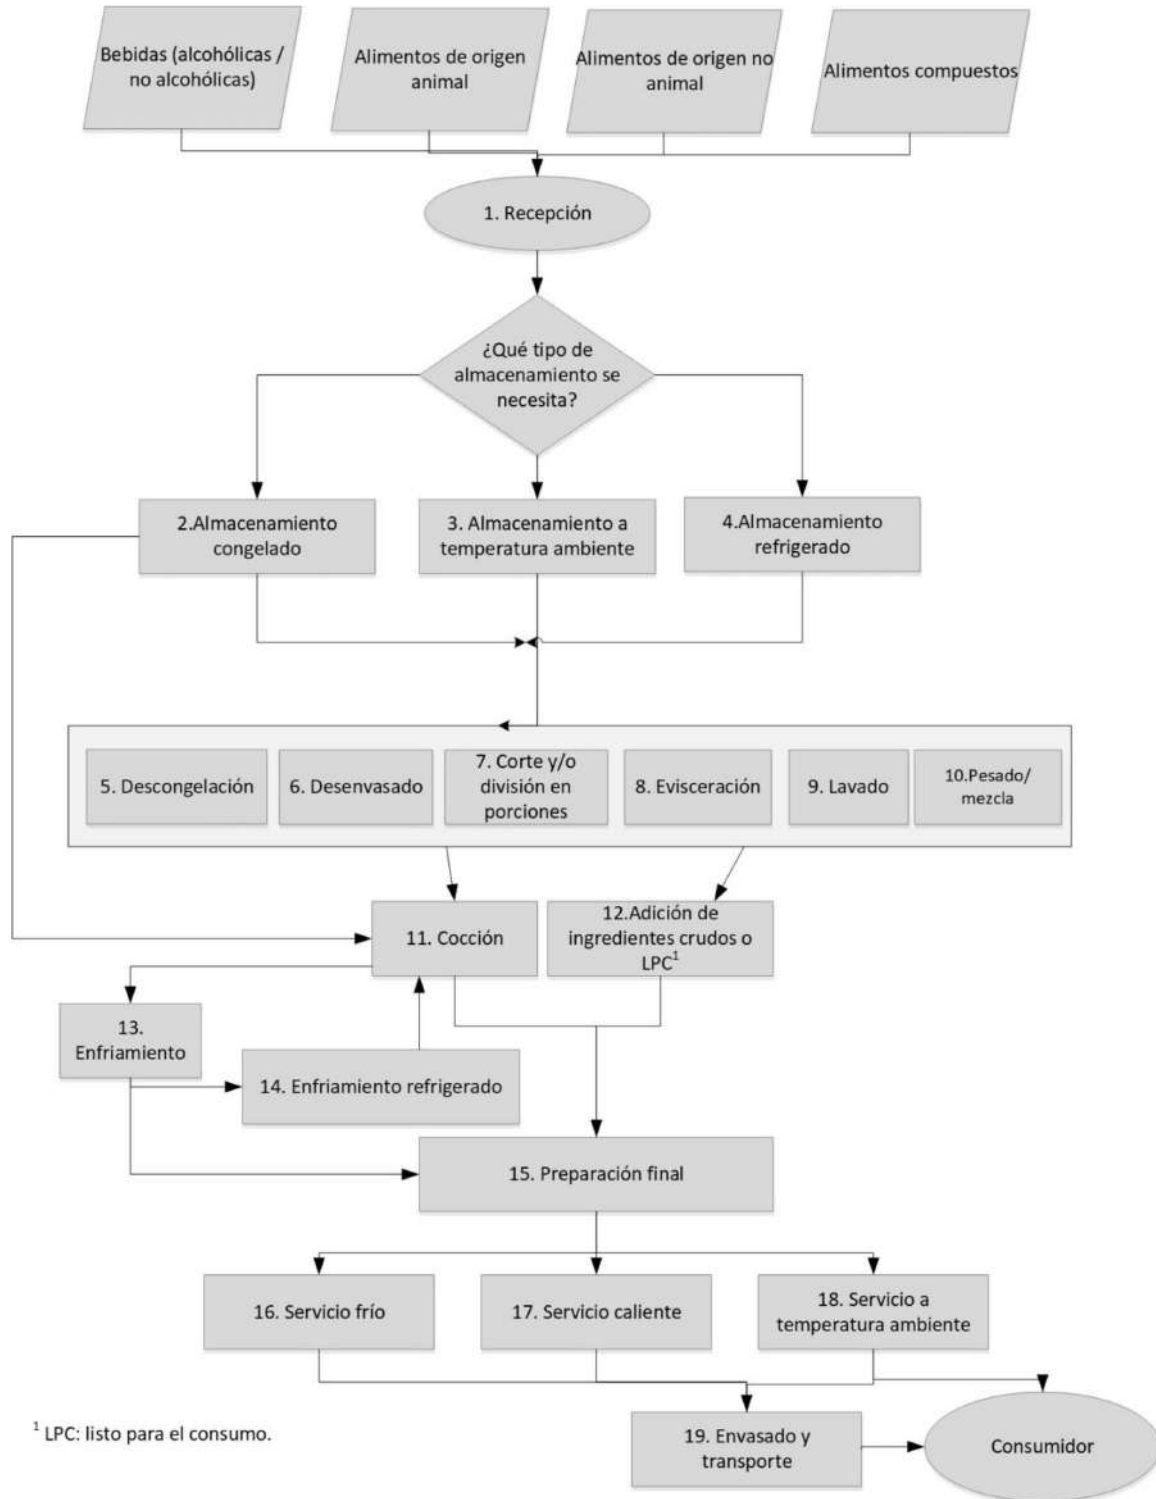 Bebidas (alcohólicas /
no alcohólicas)
Alimentos de origen
animal
Alimentos de origen no
animal
Alimentos compuestos
1. Recepción
¿Qué tipo de
almacenamiento se
necesita?
2.Almacenamiento
congelado
3. Almacenamiento a
temperatura ambiente
4.Almacenamiento
refrigerado
5. Descongelación
6. Desenvasado
7. Corte y/o
división en
porciones
8. Evisceración
9. Lavado
10.Pesado/
mezcla
11. Cocción
12.Adición de
ingredientes crudos o
LPC¹
13.
Enfriamiento
14. Enfriamiento refrigerado
15. Preparación final
16. Servicio frío
17. Servicio caliente
18. Servicio a
temperatura ambiente
19. Envasado y
transporte
Consumidor
¹ LPC: listo para el consumo.